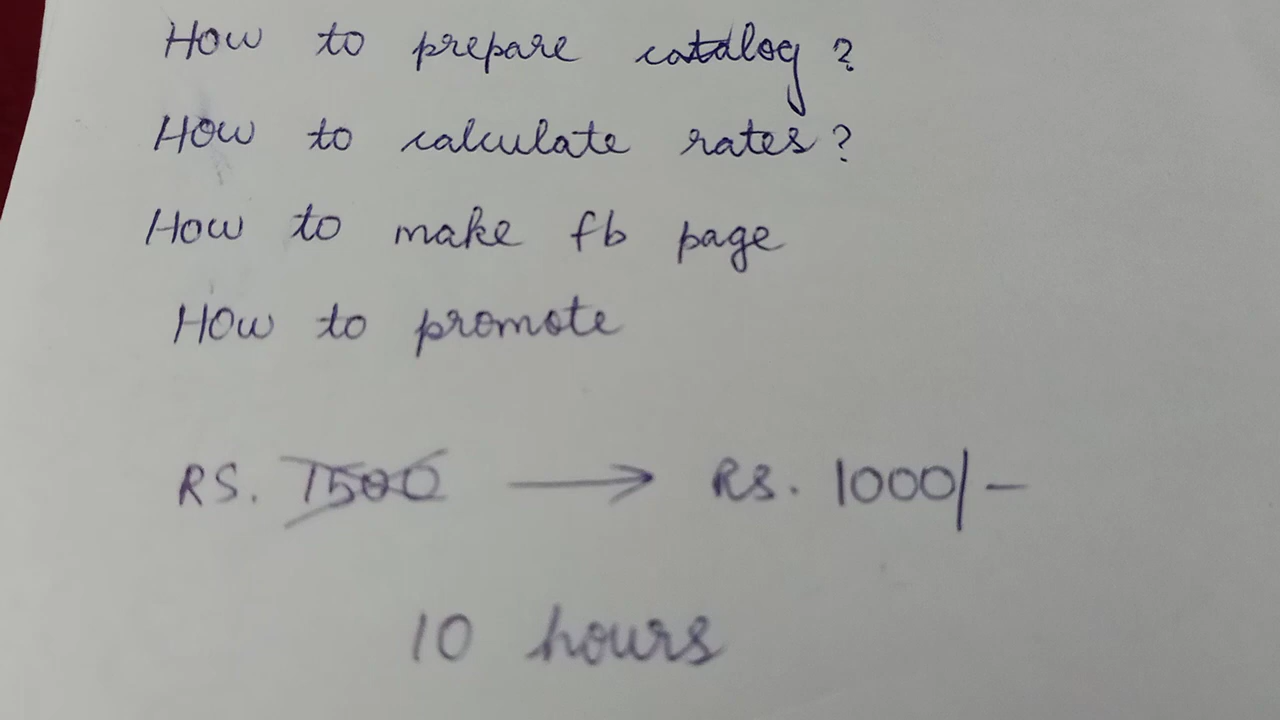 How to prepare catalog?
How to calculate rates?
How to make fb page
How to promote
RS. 1500 → RS. 1000/-
10 hours